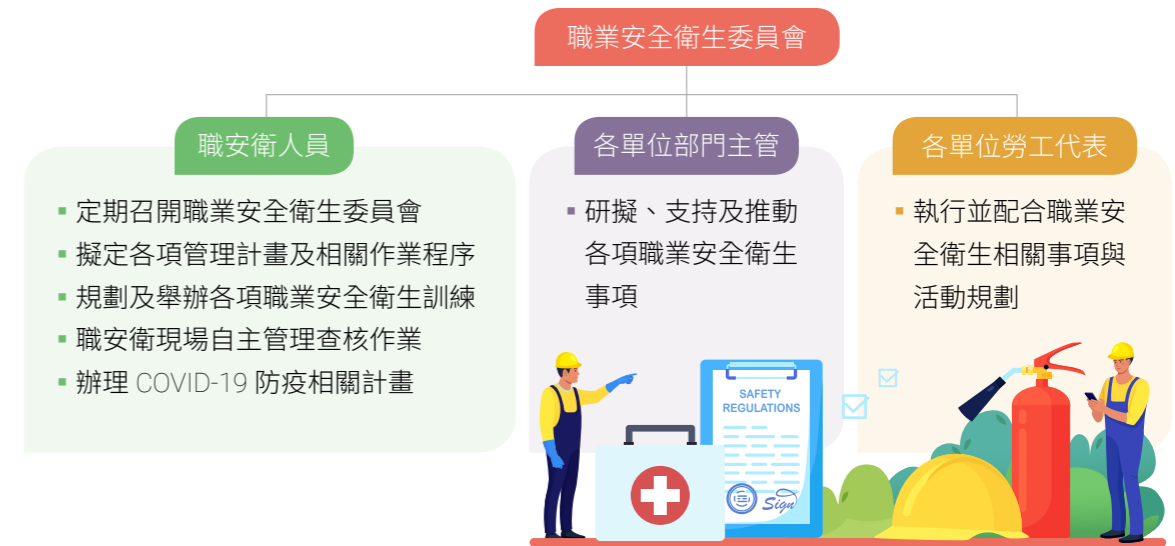 職業安全衛生委員會
職安衛人員
定期召開職業安全衛生委員會
擬定各項管理計畫及相關作業程序
規劃及舉辦各項職業安全衛生訓練
職安衛現場自主管理查核作業
辦理 COVID-19 防疫相關計畫
各單位部門主管
研擬、支持及推動
各項職業安全衛生
事項
各單位勞工代表
執行並配合職業安
全衛生相關事項與
活動規劃
SAFETY
REGULATIONS
Sign